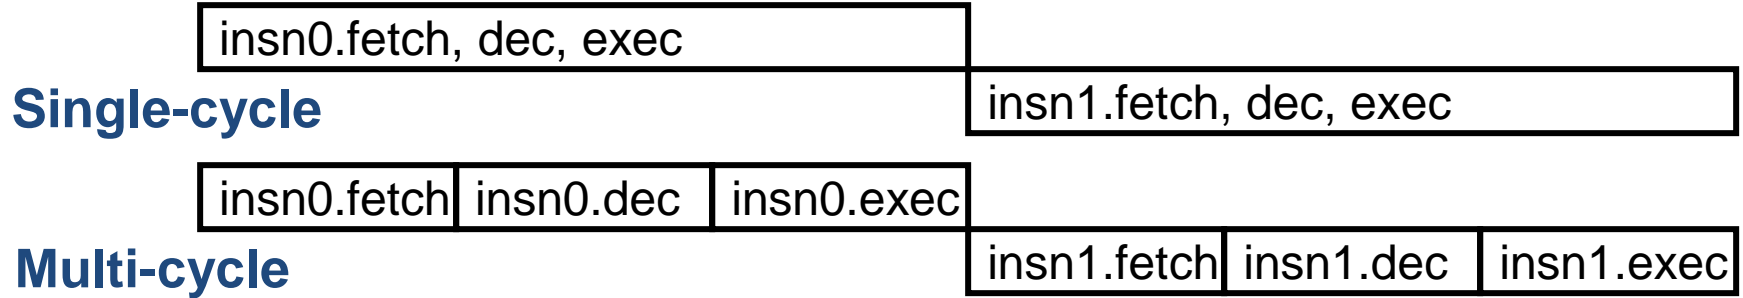 insn0.fetch, dec, exec
Single-cycle
insn1.fetch, dec, exec
insn0.fetch insn0.dec insn0.exec
Multi-cycle
insn1.fetch insn1.dec insn1.exec